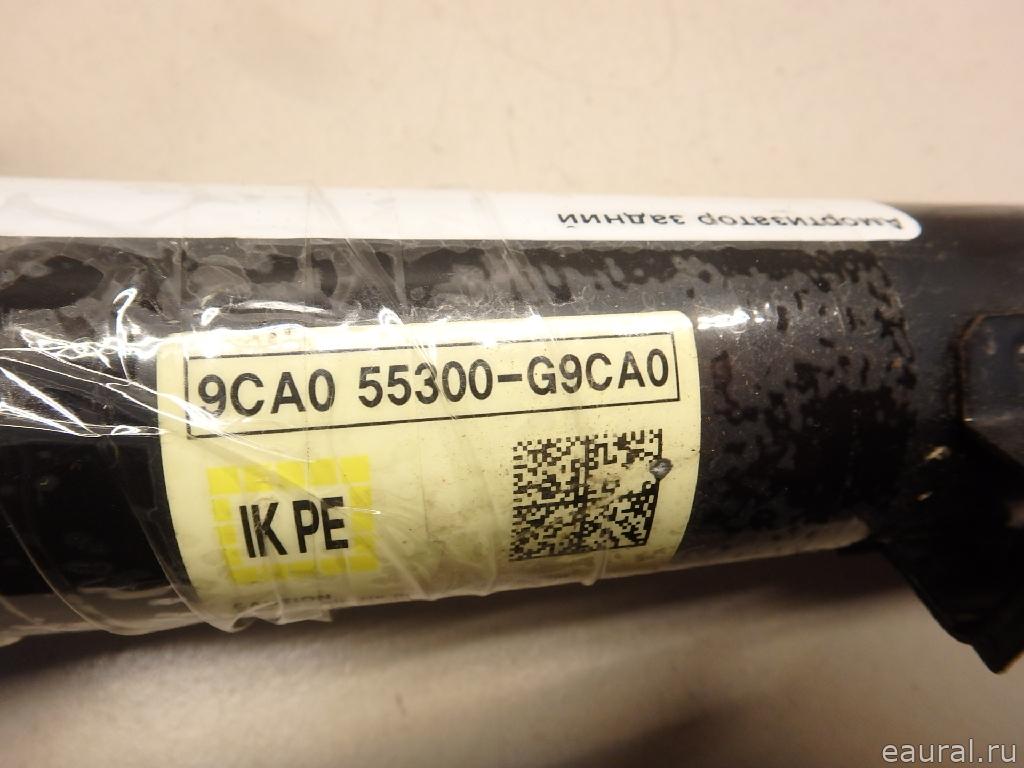 Амортизатор задний
9CA0 55300-G9CA0
IK PE
eaural.ru